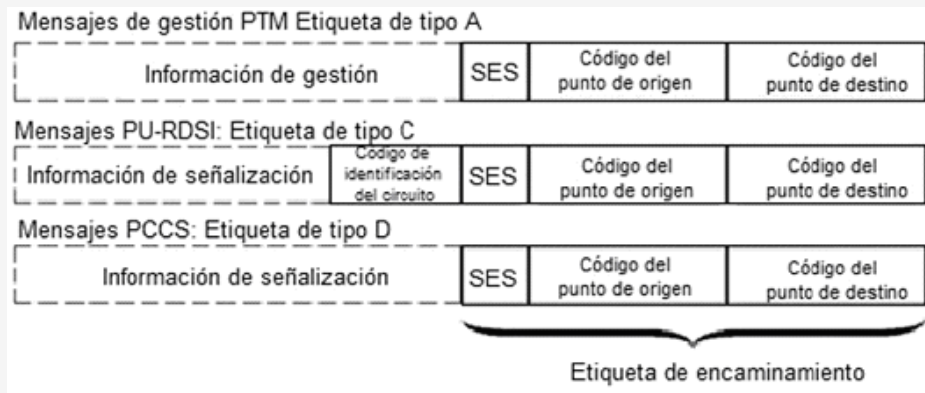 Mensajes de gestión PTM Etiqueta de tipo A
Información de gestión
SES
Código del
punto de origen
Código del
punto de destino
Mensajes PU-RDSI: Etiqueta de tipo C
Información de señalización
Código de
identificación
del circuito
SES
Código del
punto de origen
Código del
punto de destino
Mensajes PCCS: Etiqueta de tipo D
Información de señalización
SES
Código del
punto de origen
Código del
punto de destino
Etiqueta de encaminamiento